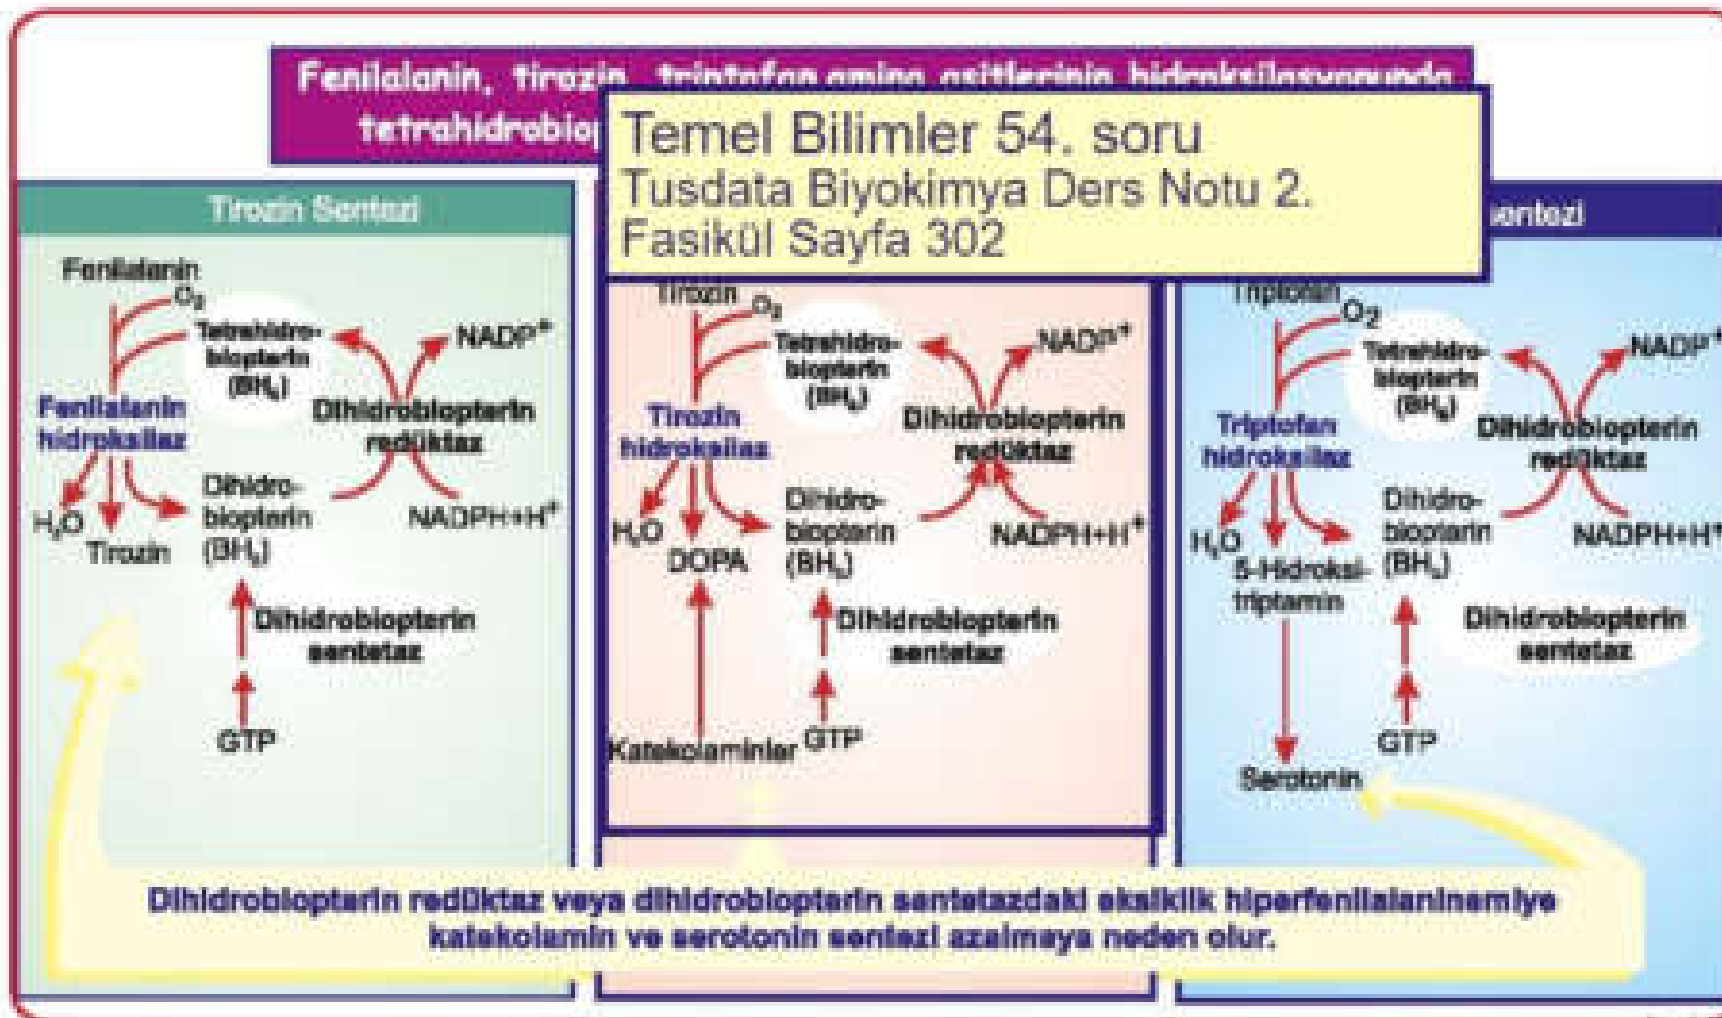 Fenilalanin, tirozin, triptofan amino asitlerinin hidroksilasyonunda
tetrahidrobiop
Temel Bilimler 54. soru
Tusdata Biyokimya Ders Notu 2.
Fasikül Sayfa 302
Tirozin Sentezi
Fenilalanin
O₂
Tetrahidro-
biopterin
(BH₄)
NADP⁺
Fenilalanin
hidroksilaz
Dihidrobiopterin
redüktaz
H₂O
Tirozin
Dihidro-
biopterin
NADPH+H⁺
Dihidrobiopterin
sentetaz
GTP
Tirozin
O₂
Tetrahidro-
biopterin
(BH₄)
NADP⁺
Tirozin
hidroksilaz
Dihidrobiopterin
redüktaz
H₂O
DOPA
Dihidro-
biopterin
NADPH+H⁺
Dihidrobiopterin
sentetaz
Katekolaminler
GTP
sentezi
O₂
Tetrahidro-
biopterin
NADP⁺
Triptofan
hidroksilaz
Dihidrobiopterin
redüktaz
H₂O
5-Hidroksi-
triptamin
Dihidro-
biopterin
NADPH+H⁺
Dihidrobiopterin
sentetaz
GTP
Serotonin
Dihidrobiopterin redüktaz veya dihidrobiopterin sentetazdaki eksiklik hiperfenilalaninemiye
katekolamin ve serotonin sentezi azalmaya neden olur.